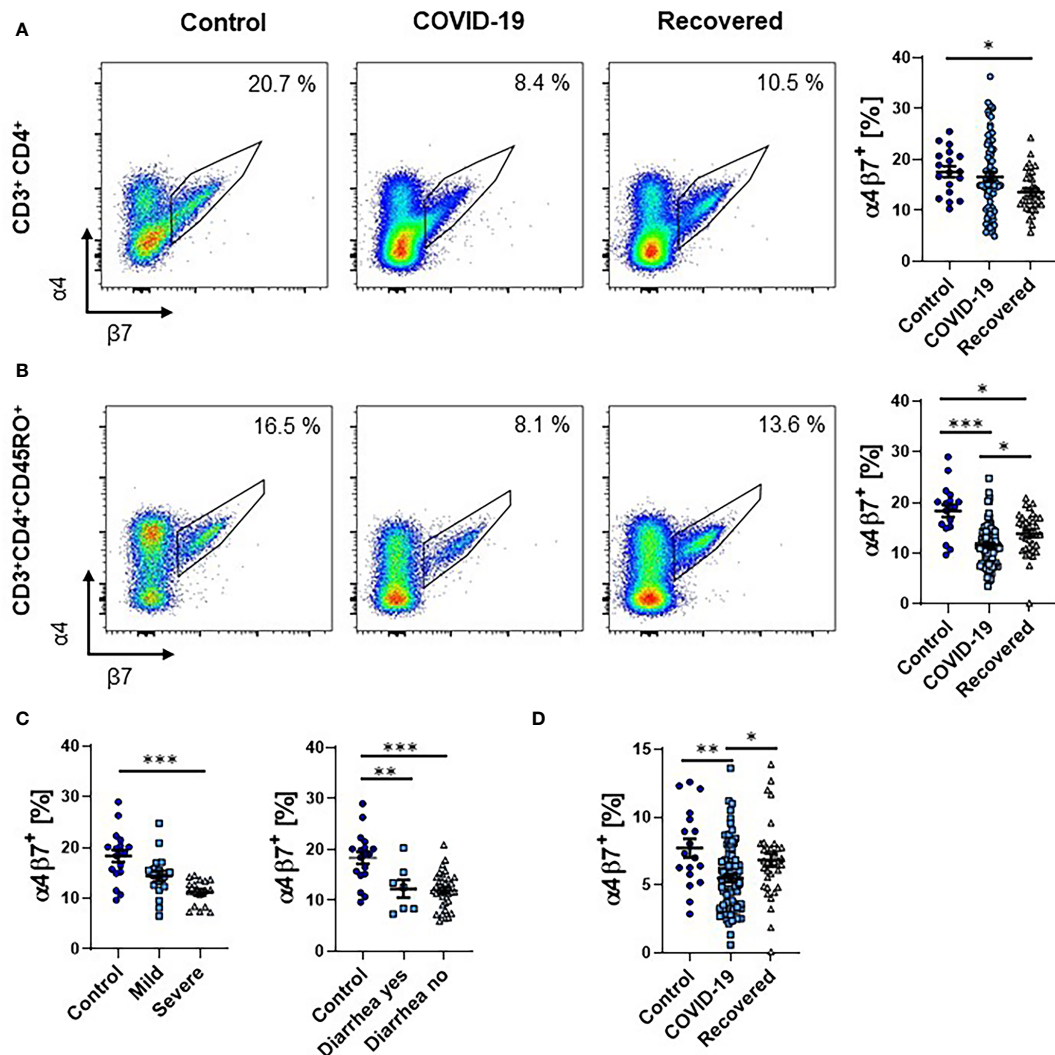 A
Control
COVID-19
Recovered
CD3⁺ CD4⁺
20.7 %
8.4 %
10.5 %
α4
β7
α4β7⁺ [%]
40
30
20
10
0
*
Control
COVID-19
Recovered
B
CD3⁺CD4⁺CD45RO⁺
16.5 %
8.1 %
13.6 %
α4
β7
α4β7⁺ [%]
40
30
20
10
0
*
***
*
Control
COVID-19
Recovered
C
α4β7⁺ [%]
40
30
20
10
0
***
Control
Mild
Severe
α4β7⁺ [%]
40
30
20
10
0
***
**
Control
Diarrhea yes
Diarrhea no
D
α4β7⁺ [%]
15
10
5
0
**
*
Control
COVID-19
Recovered